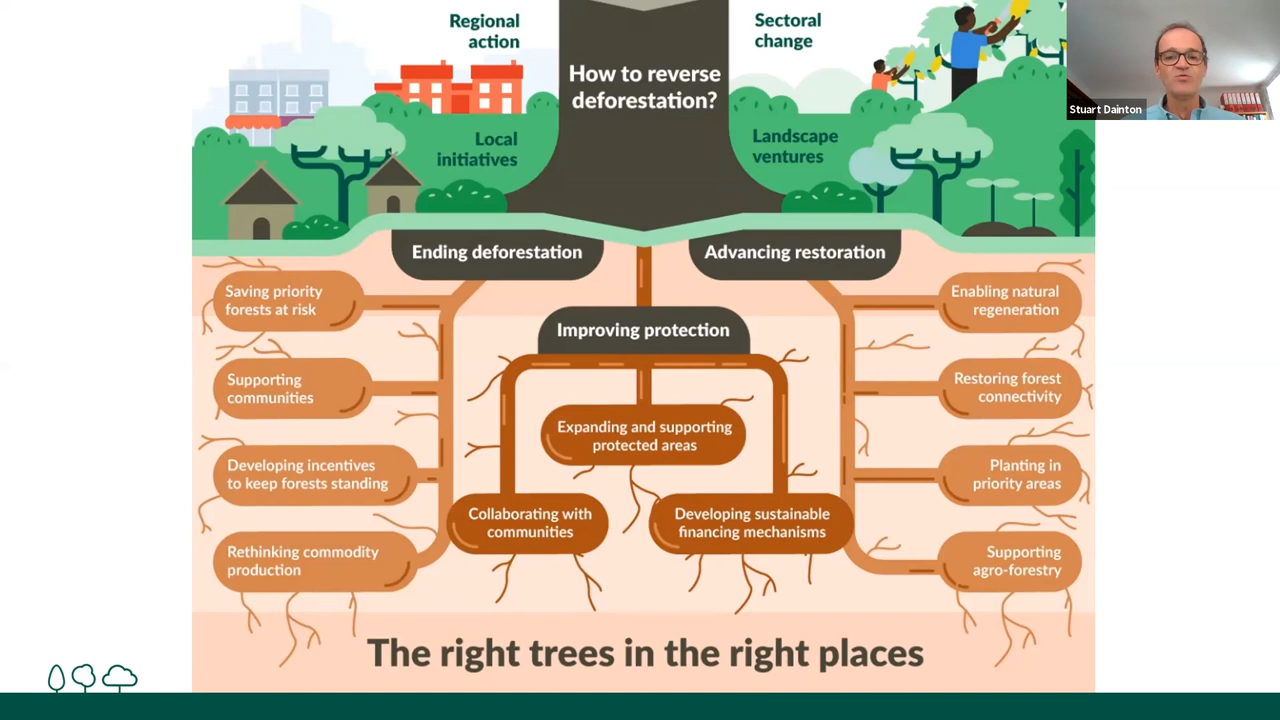 Regional
action
Sectoral
change
How to reverse
deforestation?
Local
initiatives
Landscape
ventures
Stuart Dainton
Ending deforestation
Advancing restoration
Improving protection
Saving priority
forests at risk
Supporting
communities
Developing incentives
to keep forests standing
Rethinking commodity
production
Expanding and supporting
protected areas
Collaborating with
communities
Developing sustainable
financing mechanisms
Enabling natural
regeneration
Restoring forest
connectivity
Planting in
priority areas
Supporting
agro-forestry
The right trees in the right places